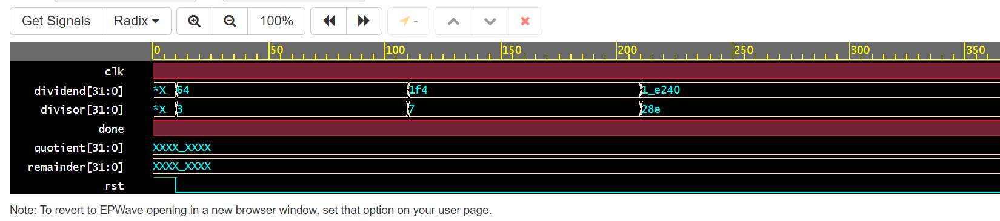 Get Signals Radix 100% -
0 50 100 150 200 250 300 350
clk
dividend[31:0] *X 64 1f4 1_e240
divisor[31:0] *X 3 7 28e
done
quotient[31:0] XXXX_XXXX
remainder[31:0] XXXX_XXXX
rst
Note: To revert to EPWave opening in a new browser window, set that option on your user page.